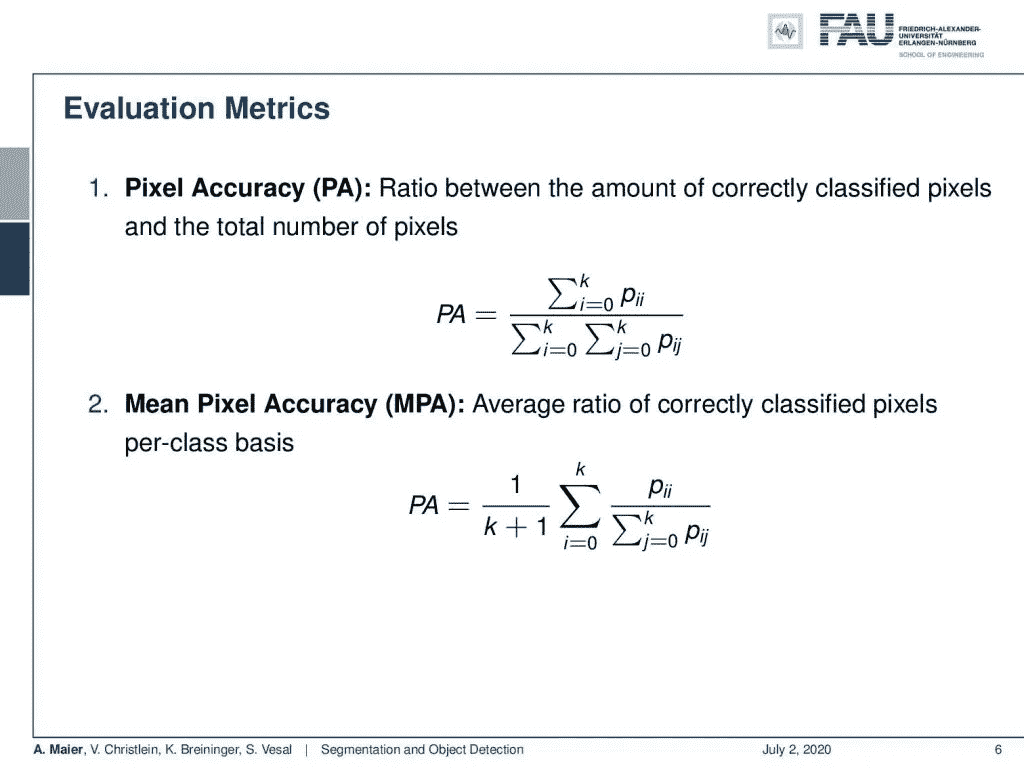 FAU
FRIEDRICH-ALEXANDER-
UNIVERSITÄT
ERLANGEN-NÜRNBERG
SCHOOL OF ENGINEERING
Evaluation Metrics
1. Pixel Accuracy (PA): Ratio between the amount of correctly classified pixels
and the total number of pixels
PA = \frac{\sum_{i=0}^{k} p_{ii}}{\sum_{i=0}^{k} \sum_{j=0}^{k} p_{ij}}
2. Mean Pixel Accuracy (MPA): Average ratio of correctly classified pixels
per-class basis
PA = \frac{1}{k+1} \sum_{i=0}^{k} \frac{p_{ii}}{\sum_{j=0}^{k} p_{ij}}
A. Maier, V. Christlein, K. Breininger, S. Vesal | Segmentation and Object Detection July 2, 2020 6